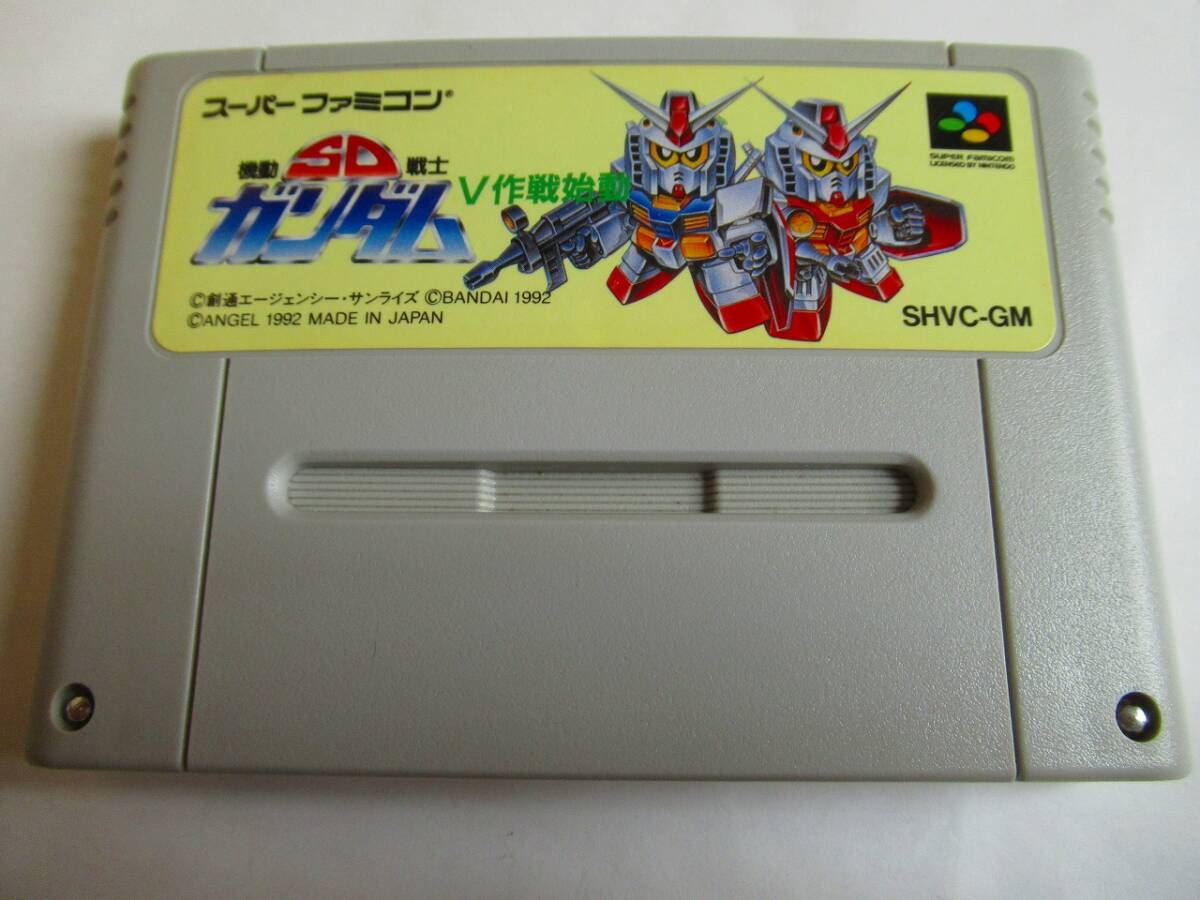 スーパーファミコン®
機動 SD 戦士
ガンダム V作戦始動
©創通エージェンシー・サンライズ ©BANDAI 1992
©ANGEL 1992 MADE IN JAPAN
SUPER FAMICOM
LICENSED BY NINTENDO
SHVC-GM